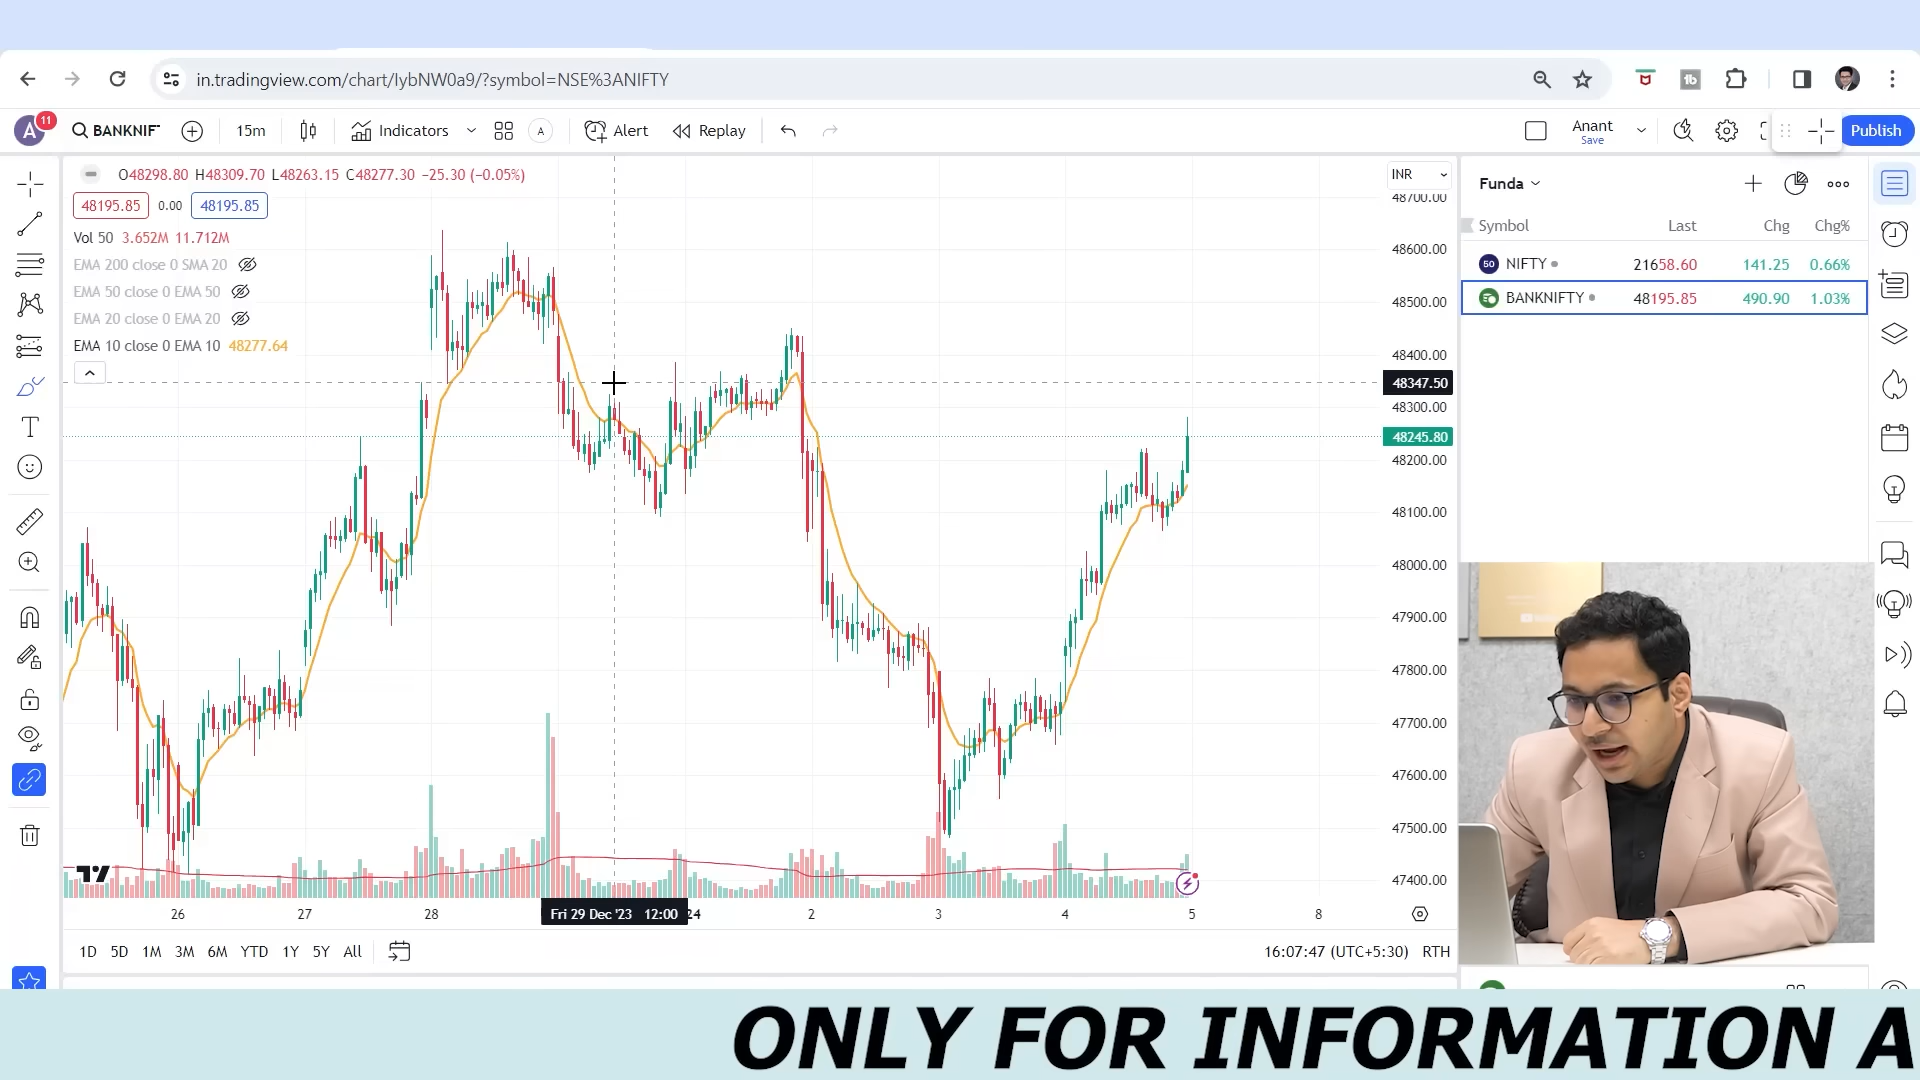 in.tradingview.com/chart/IybNW0a9/?symbol=NSE%3ANIFTY
A 11 BANKNIF 15m Indicators A Alert Replay Anant Save Publish
O48298.80 H48309.70 L48263.15 C48277.30 −25.30 (−0.05%)
48195.85 0.00 48195.85
Vol 50 3.652M 11.712M
EMA 200 close 0 SMA 20
EMA 50 close 0 EMA 50
EMA 20 close 0 EMA 20
EMA 10 close 0 EMA 10 48277.64
INR
48700.00
48600.00
48500.00
48400.00
48347.50
48300.00
48245.80
48200.00
48100.00
48000.00
47900.00
47800.00
47700.00
47600.00
47500.00
47400.00
26 27 28 Fri 29 Dec '23 12:00 24 2 3 4 5 8
1D 5D 1M 3M 6M YTD 1Y 5Y All 16:07:47 (UTC+5:30) RTH
Funda
Symbol Last Chg Chg%
50 NIFTY 21658.60 141.25 0.66%
BANKNIFTY 48195.85 490.90 1.03%
ONLY FOR INFORMATION A